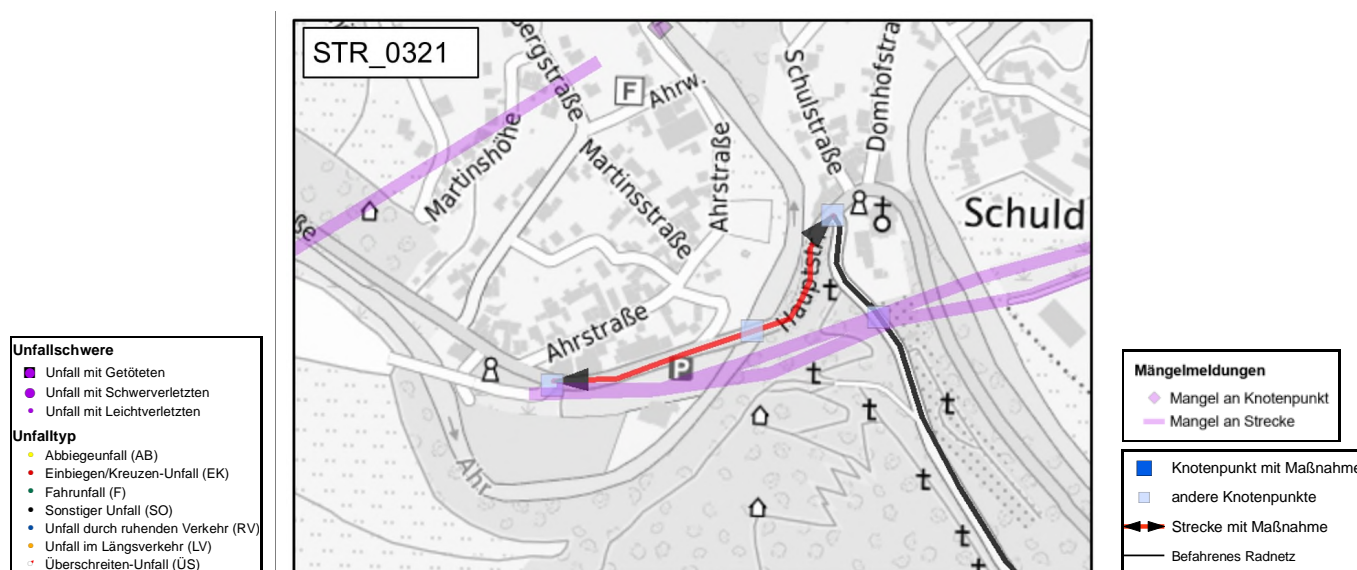 STR_0321
bergstraße
F
Ahrw.
Schulstraße
Domhofstra
Martinshöhe
Martinsstraße
Ahrstraße
Schuld
ße
Hauptstr
Ahrstraße
P
Ahr
Unfallschwere
Unfall mit Getöteten
Unfall mit Schwerverletzten
Unfall mit Leichtverletzten
Unfalltyp
Abbiegeunfall (AB)
Einbiegen/Kreuzen-Unfall (EK)
Fahrunfall (F)
Sonstiger Unfall (SO)
Unfall durch ruhenden Verkehr (RV)
Unfall im Längsverkehr (LV)
Überschreiten-Unfall (ÜS)
Mängelmeldungen
Mangel an Knotenpunkt
Mangel an Strecke
Knotenpunkt mit Maßnahme
andere Knotenpunkte
Strecke mit Maßnahme
Befahrenes Radnetz